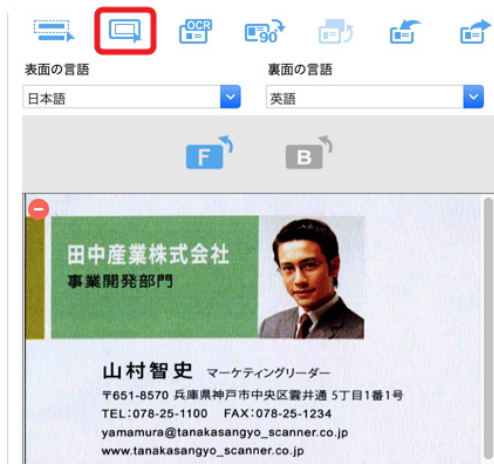 OCR
90°
表面の言語
裏面の言語
日本語
英語
F
B
田中産業株式会社
事業開発部門
山村智史 マーケティングリーダー
〒651-8570 兵庫県神戸市中央区雲井通 5丁目1番1号
TEL:078-25-1100 FAX:078-25-1234
yamamura@tanakasangyo_scanner.co.jp
www.tanakasangyo_scanner.co.jp